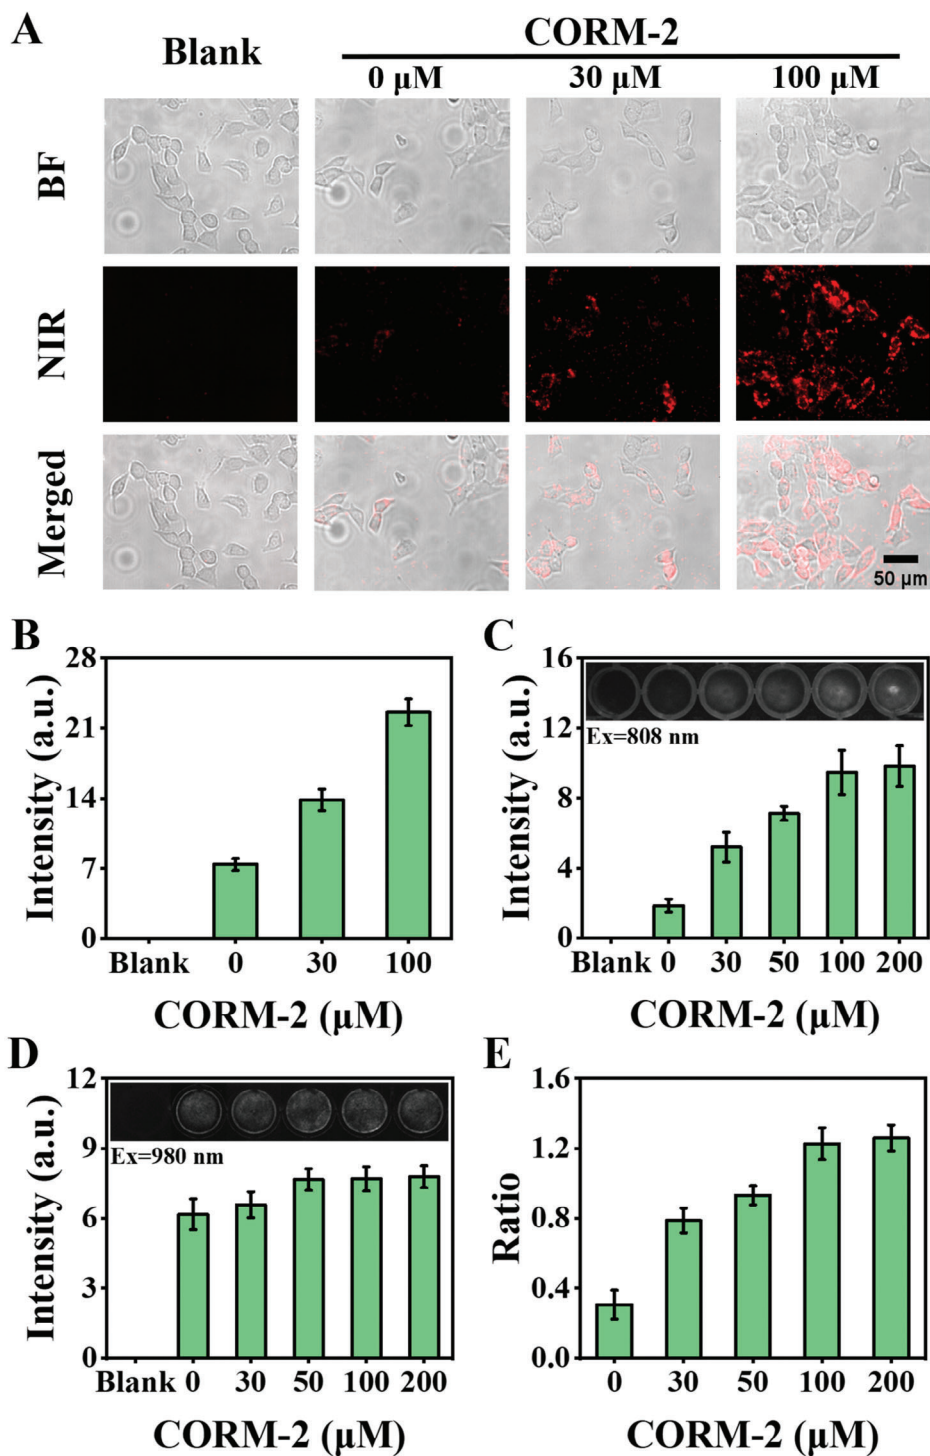 A
Blank
CORM-2
0 μM 30 μM 100 μM
BF
NIR
Merged
50 μm
B
Intensity (a.u.)
28
21
14
7
0
Blank 0 30 100
CORM-2 (μM)
C
Intensity (a.u.)
16
12
8
4
0
Ex=808 nm
Blank 0 30 50 100 200
CORM-2 (μM)
D
Intensity (a.u.)
12
9
6
3
0
Ex=980 nm
Blank 0 30 50 100 200
CORM-2 (μM)
E
Ratio
1.6
1.2
0.8
0.4
0.0
0 30 50 100 200
CORM-2 (μM)